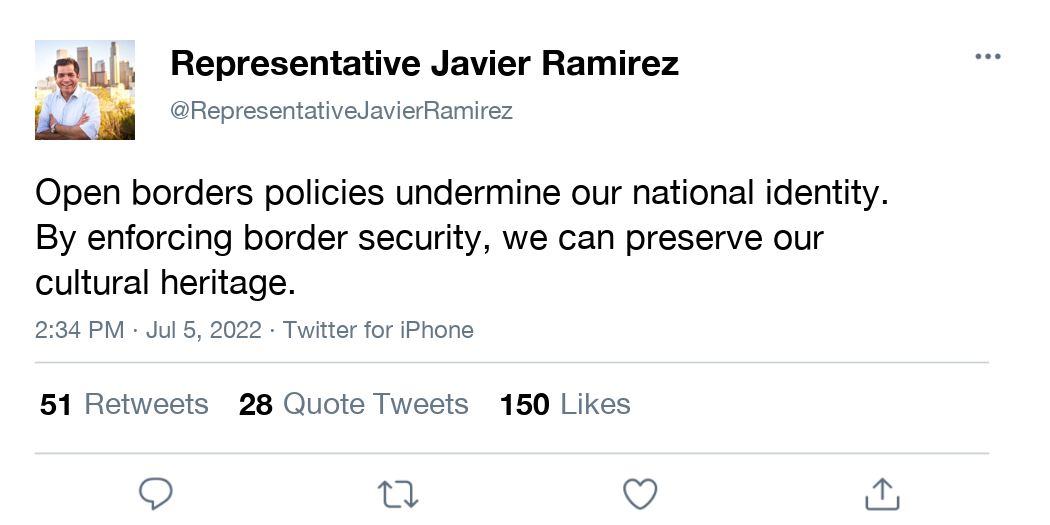 Representative Javier Ramirez
@RepresentativeJavierRamirez
Open borders policies undermine our national identity.
By enforcing border security, we can preserve our
cultural heritage.
2:34 PM · Jul 5, 2022 · Twitter for iPhone
51 Retweets 28 Quote Tweets 150 Likes